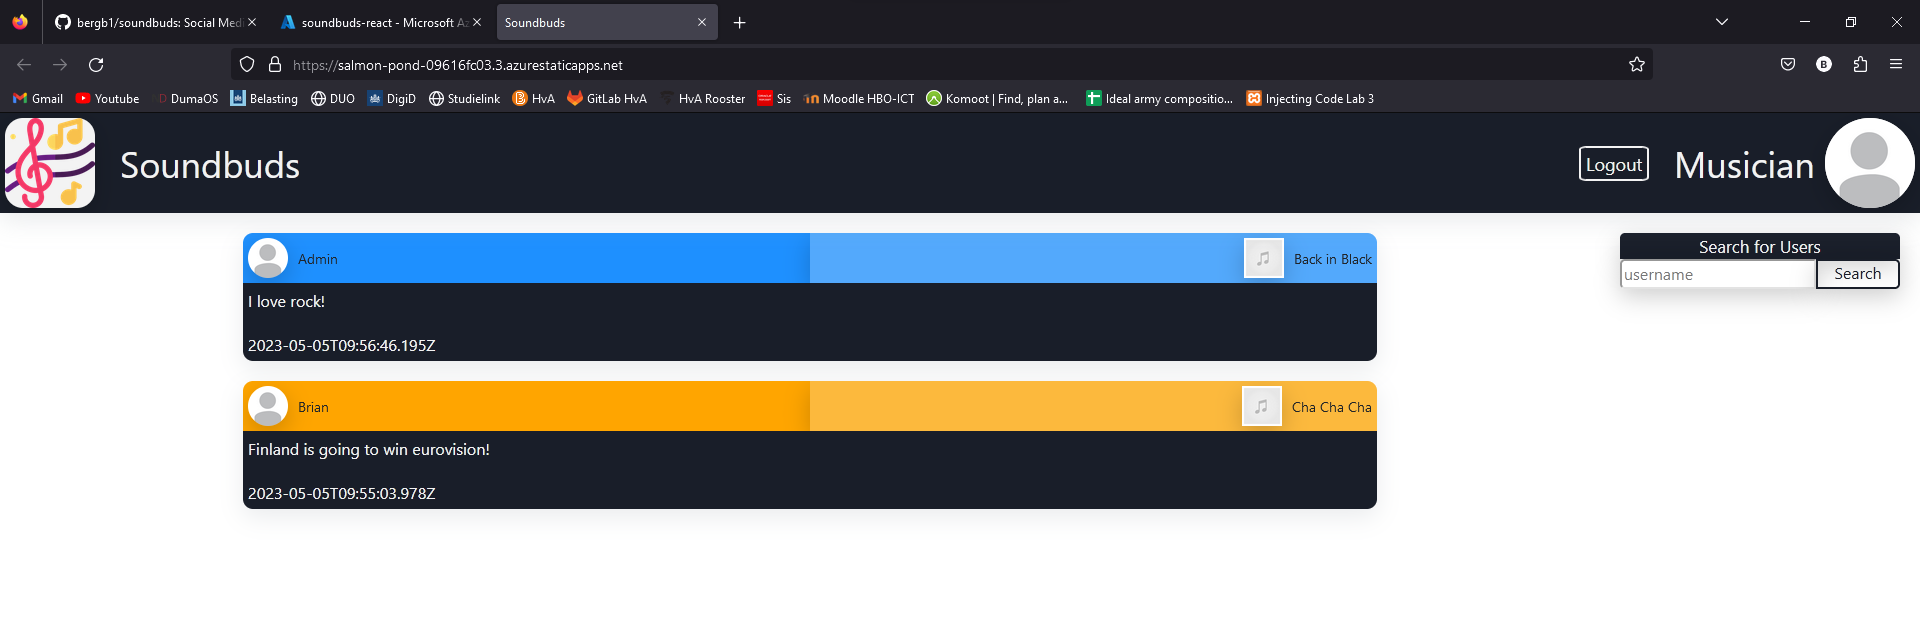 bergb1/soundbuds: Social Med
soundbuds-react - Microsoft Az
Soundbuds
https://salmon-pond-09616fc03.3.azurestaticapps.net
B
Gmail Youtube DumaOS Belasting DUO DigiD Studielink HvA GitLab HvA HvA Rooster Sis Moodle HBO-ICT Komoot | Find, plan a... Ideal army compositio... Injecting Code Lab 3
Soundbuds
Logout
Musician
Admin
Back in Black
I love rock!
2023-05-05T09:56:46.195Z
Brian
Cha Cha Cha
Finland is going to win eurovision!
2023-05-05T09:55:03.978Z
Search for Users
username
Search